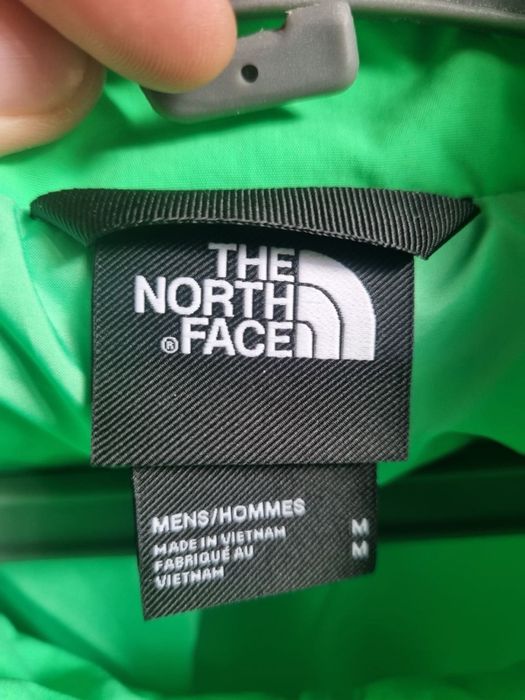 THE
NORTH
® FACE
MENS/HOMMES M
MADE IN VIETNAM M
FABRIQUÉ AU
VIETNAM